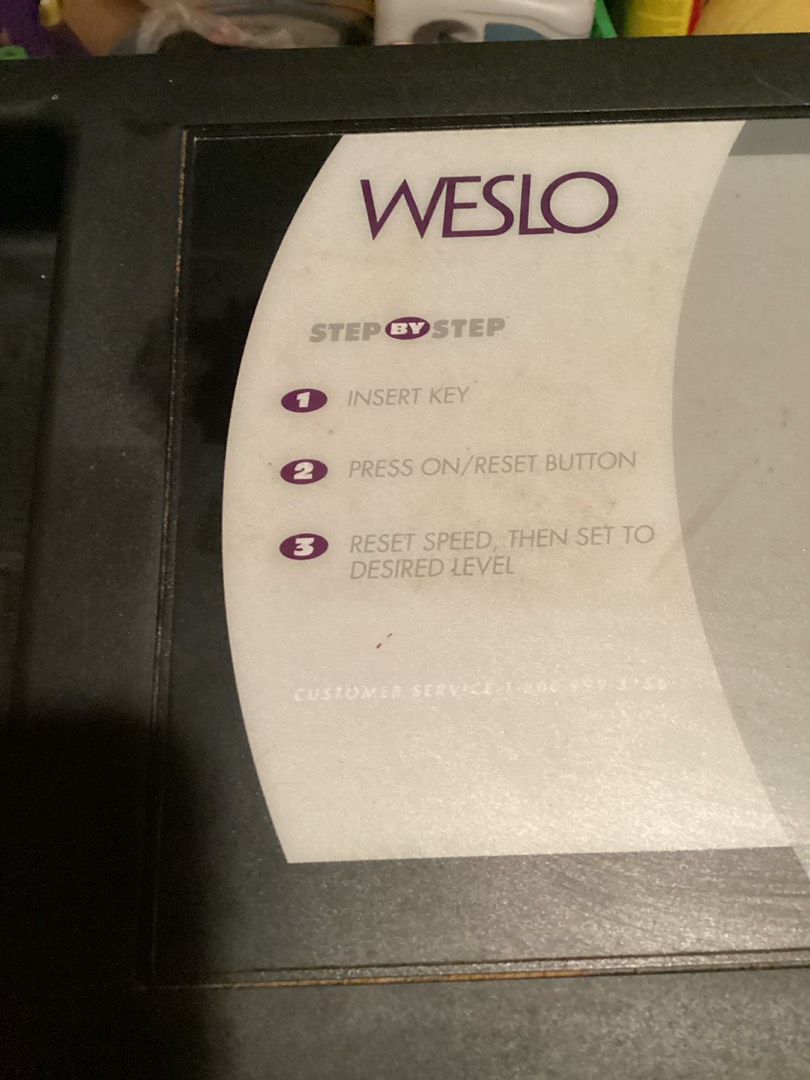 WESLO
STEP BY STEP
1 INSERT KEY
2 PRESS ON/RESET BUTTON
3 RESET SPEED, THEN SET TO
DESIRED LEVEL
CUSTOMER SERVICE 1